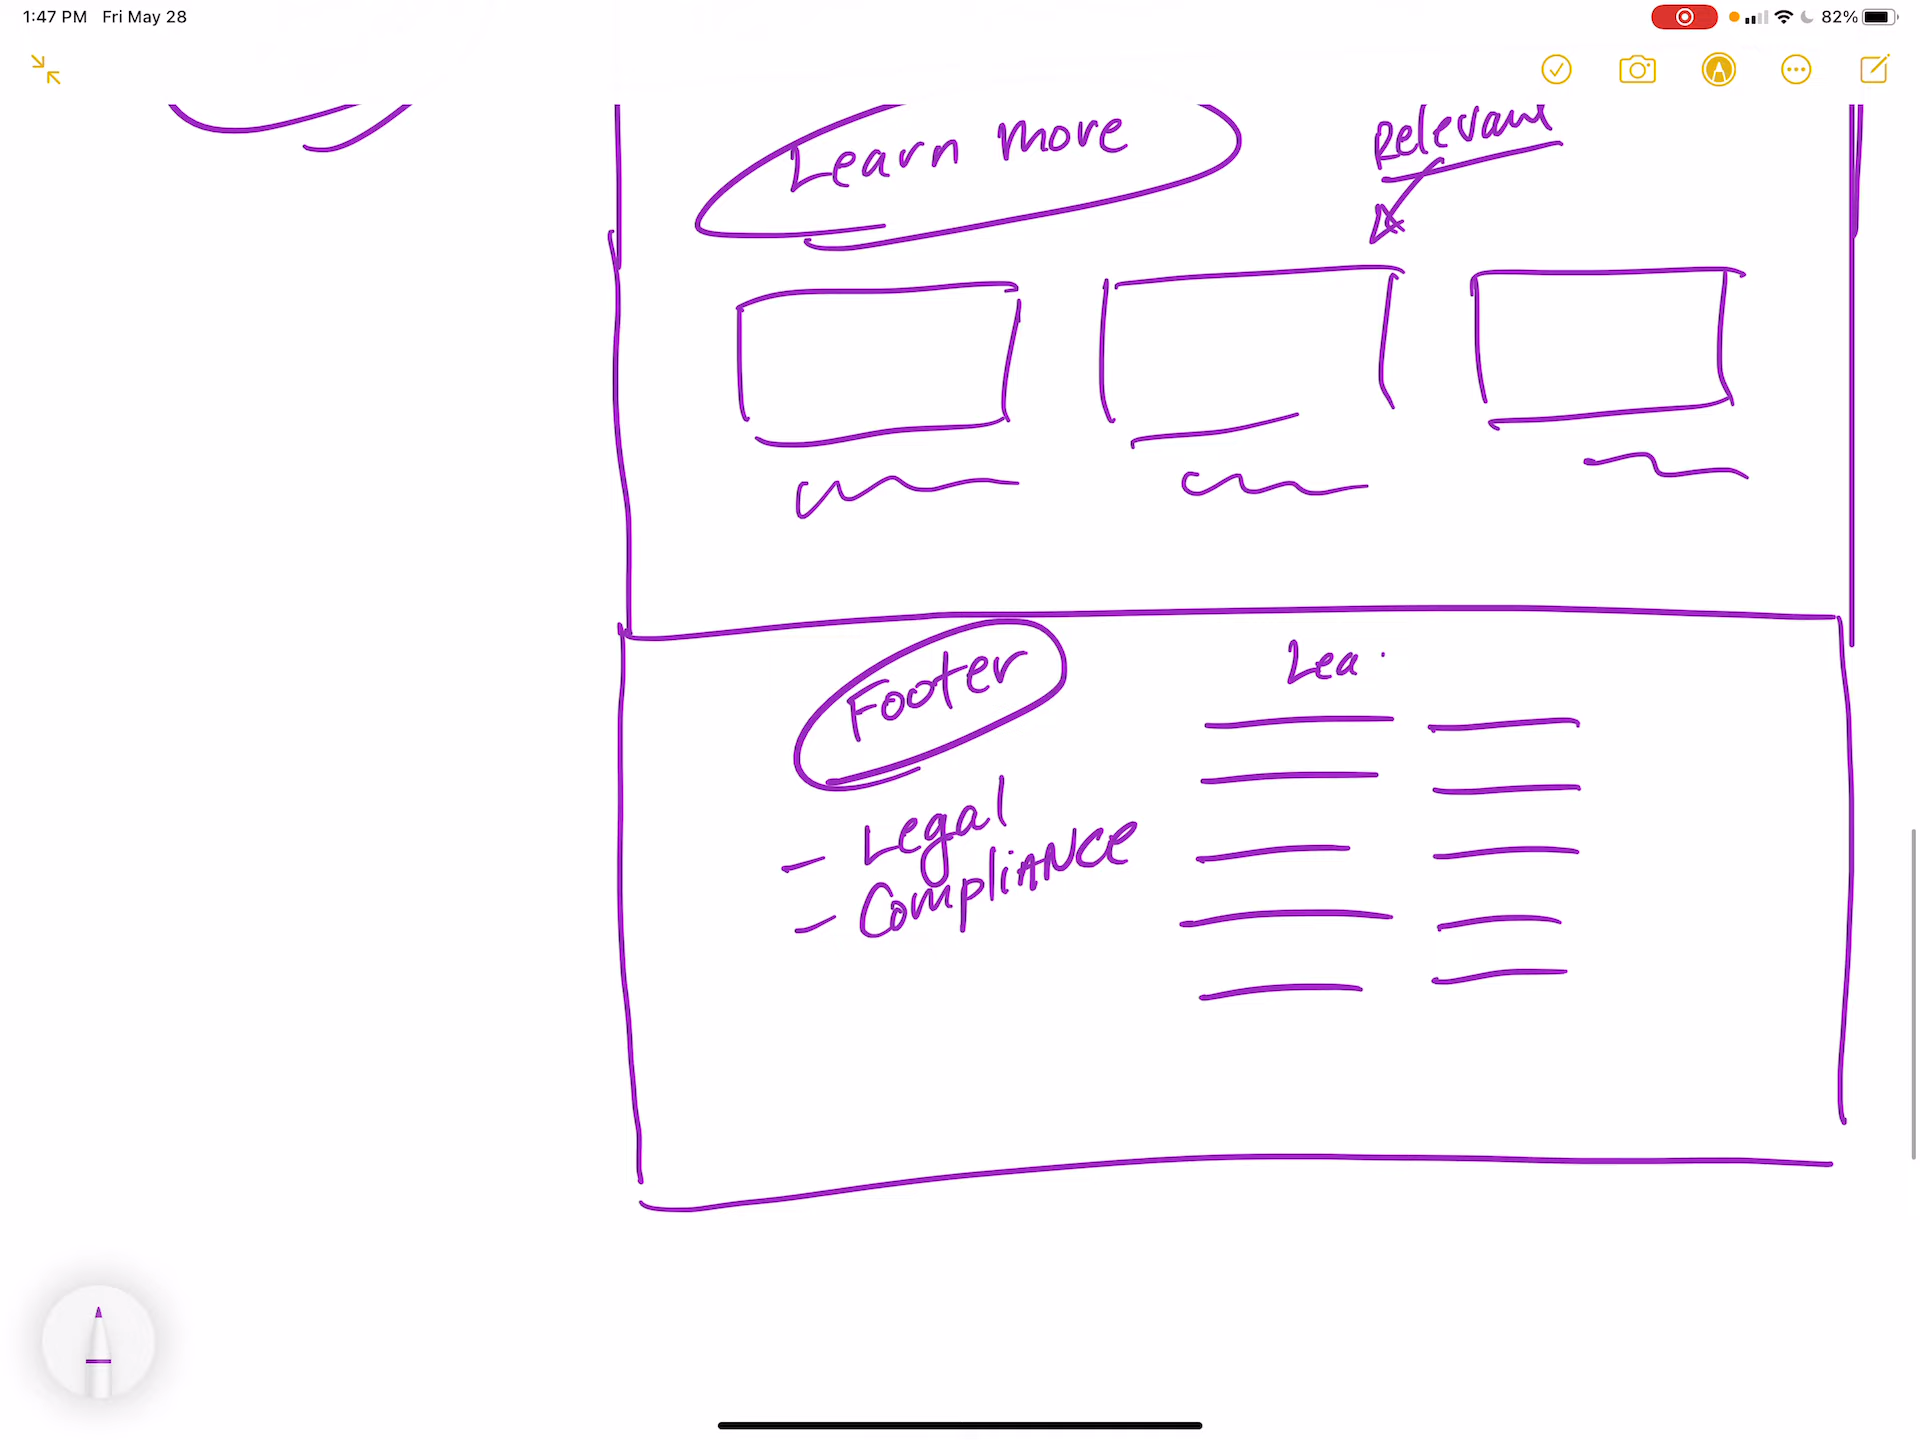 1:47 PM Fri May 28
82%
Learn more
Relevant
Footer
Lea
- Legal
- Compliance